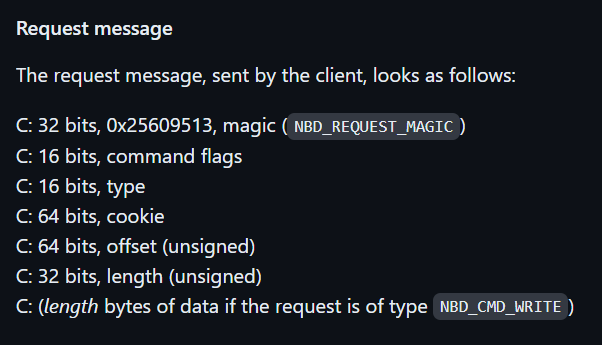 Request message
The request message, sent by the client, looks as follows:
C: 32 bits, 0x25609513, magic (NBD_REQUEST_MAGIC)
C: 16 bits, command flags
C: 16 bits, type
C: 64 bits, cookie
C: 64 bits, offset (unsigned)
C: 32 bits, length (unsigned)
C: (length bytes of data if the request is of type NBD_CMD_WRITE)